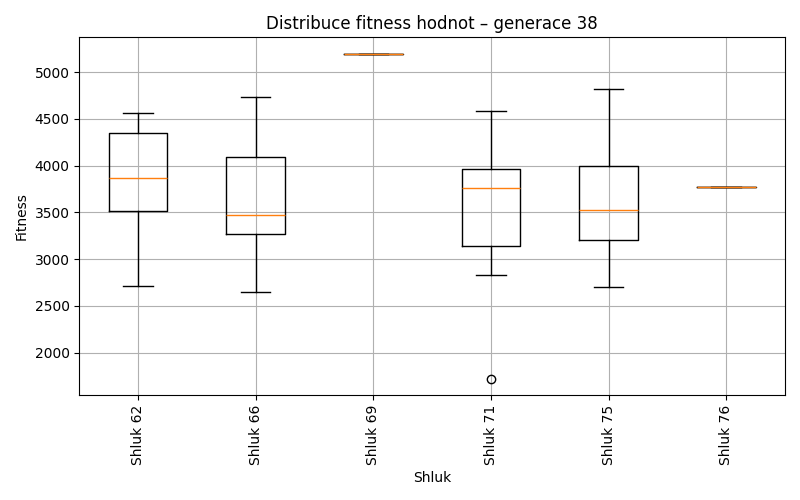 Distribuce fitness hodnot – generace 38
Fitness
5000
4500
4000
3500
3000
2500
2000
Shluk 62
Shluk 66
Shluk 69
Shluk 71
Shluk 75
Shluk 76
Shluk